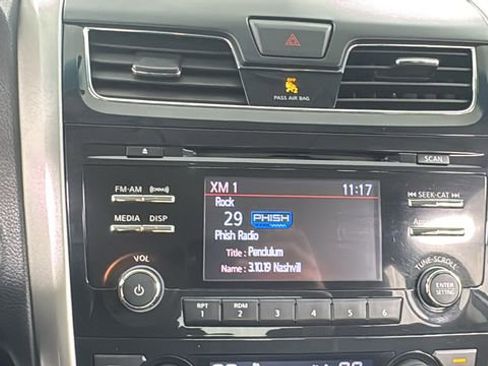 OFF
PASS AIR BAG
SCAN
FM-AM
MEDIA DISP
VOL
XM 1 11:17
Rock
29 PHISH
Phish Radio
Title : Pendulum
Name : 3.10.19 Nashvill
SEEK-CAT
TUNE-SCROLL
ENTER
SETTING
RPT
1
RDM
2
3
4
5
6